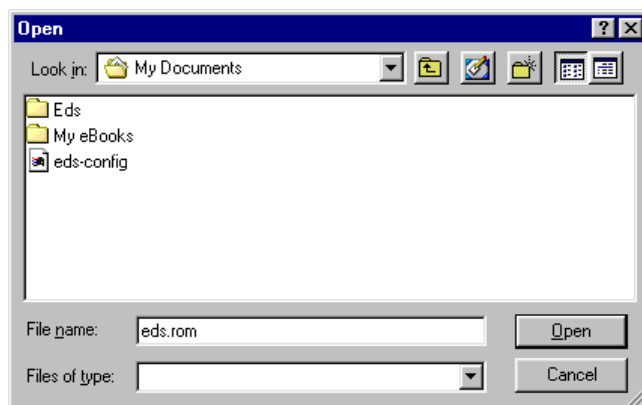 Open
Look in: My Documents
Eds
My eBooks
eds-config
File name: eds.rom Open
Files of type: Cancel